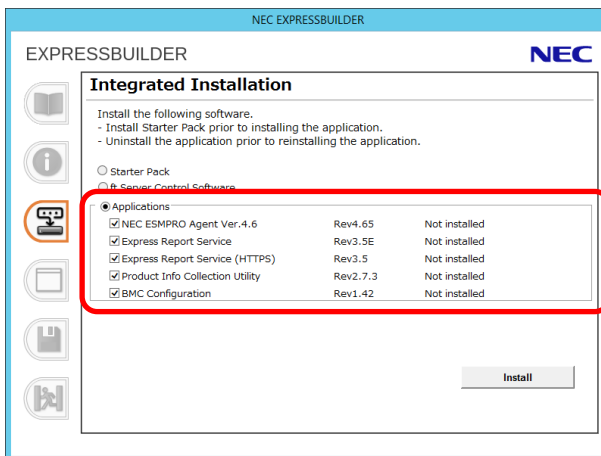 NEC EXPRESSBUILDER
EXPRESSBUILDER NEC
Integrated Installation
Install the following software.
- Install Starter Pack prior to installing the application.
- Uninstall the application prior to reinstalling the application.
Starter Pack
ft Server Control Software
Applications
NEC ESMPRO Agent Ver.4.6 Rev4.65 Not installed
Express Report Service Rev3.5E Not installed
Express Report Service (HTTPS) Rev3.5 Not installed
Product Info Collection Utility Rev2.7.3 Not installed
BMC Configuration Rev1.42 Not installed
Install